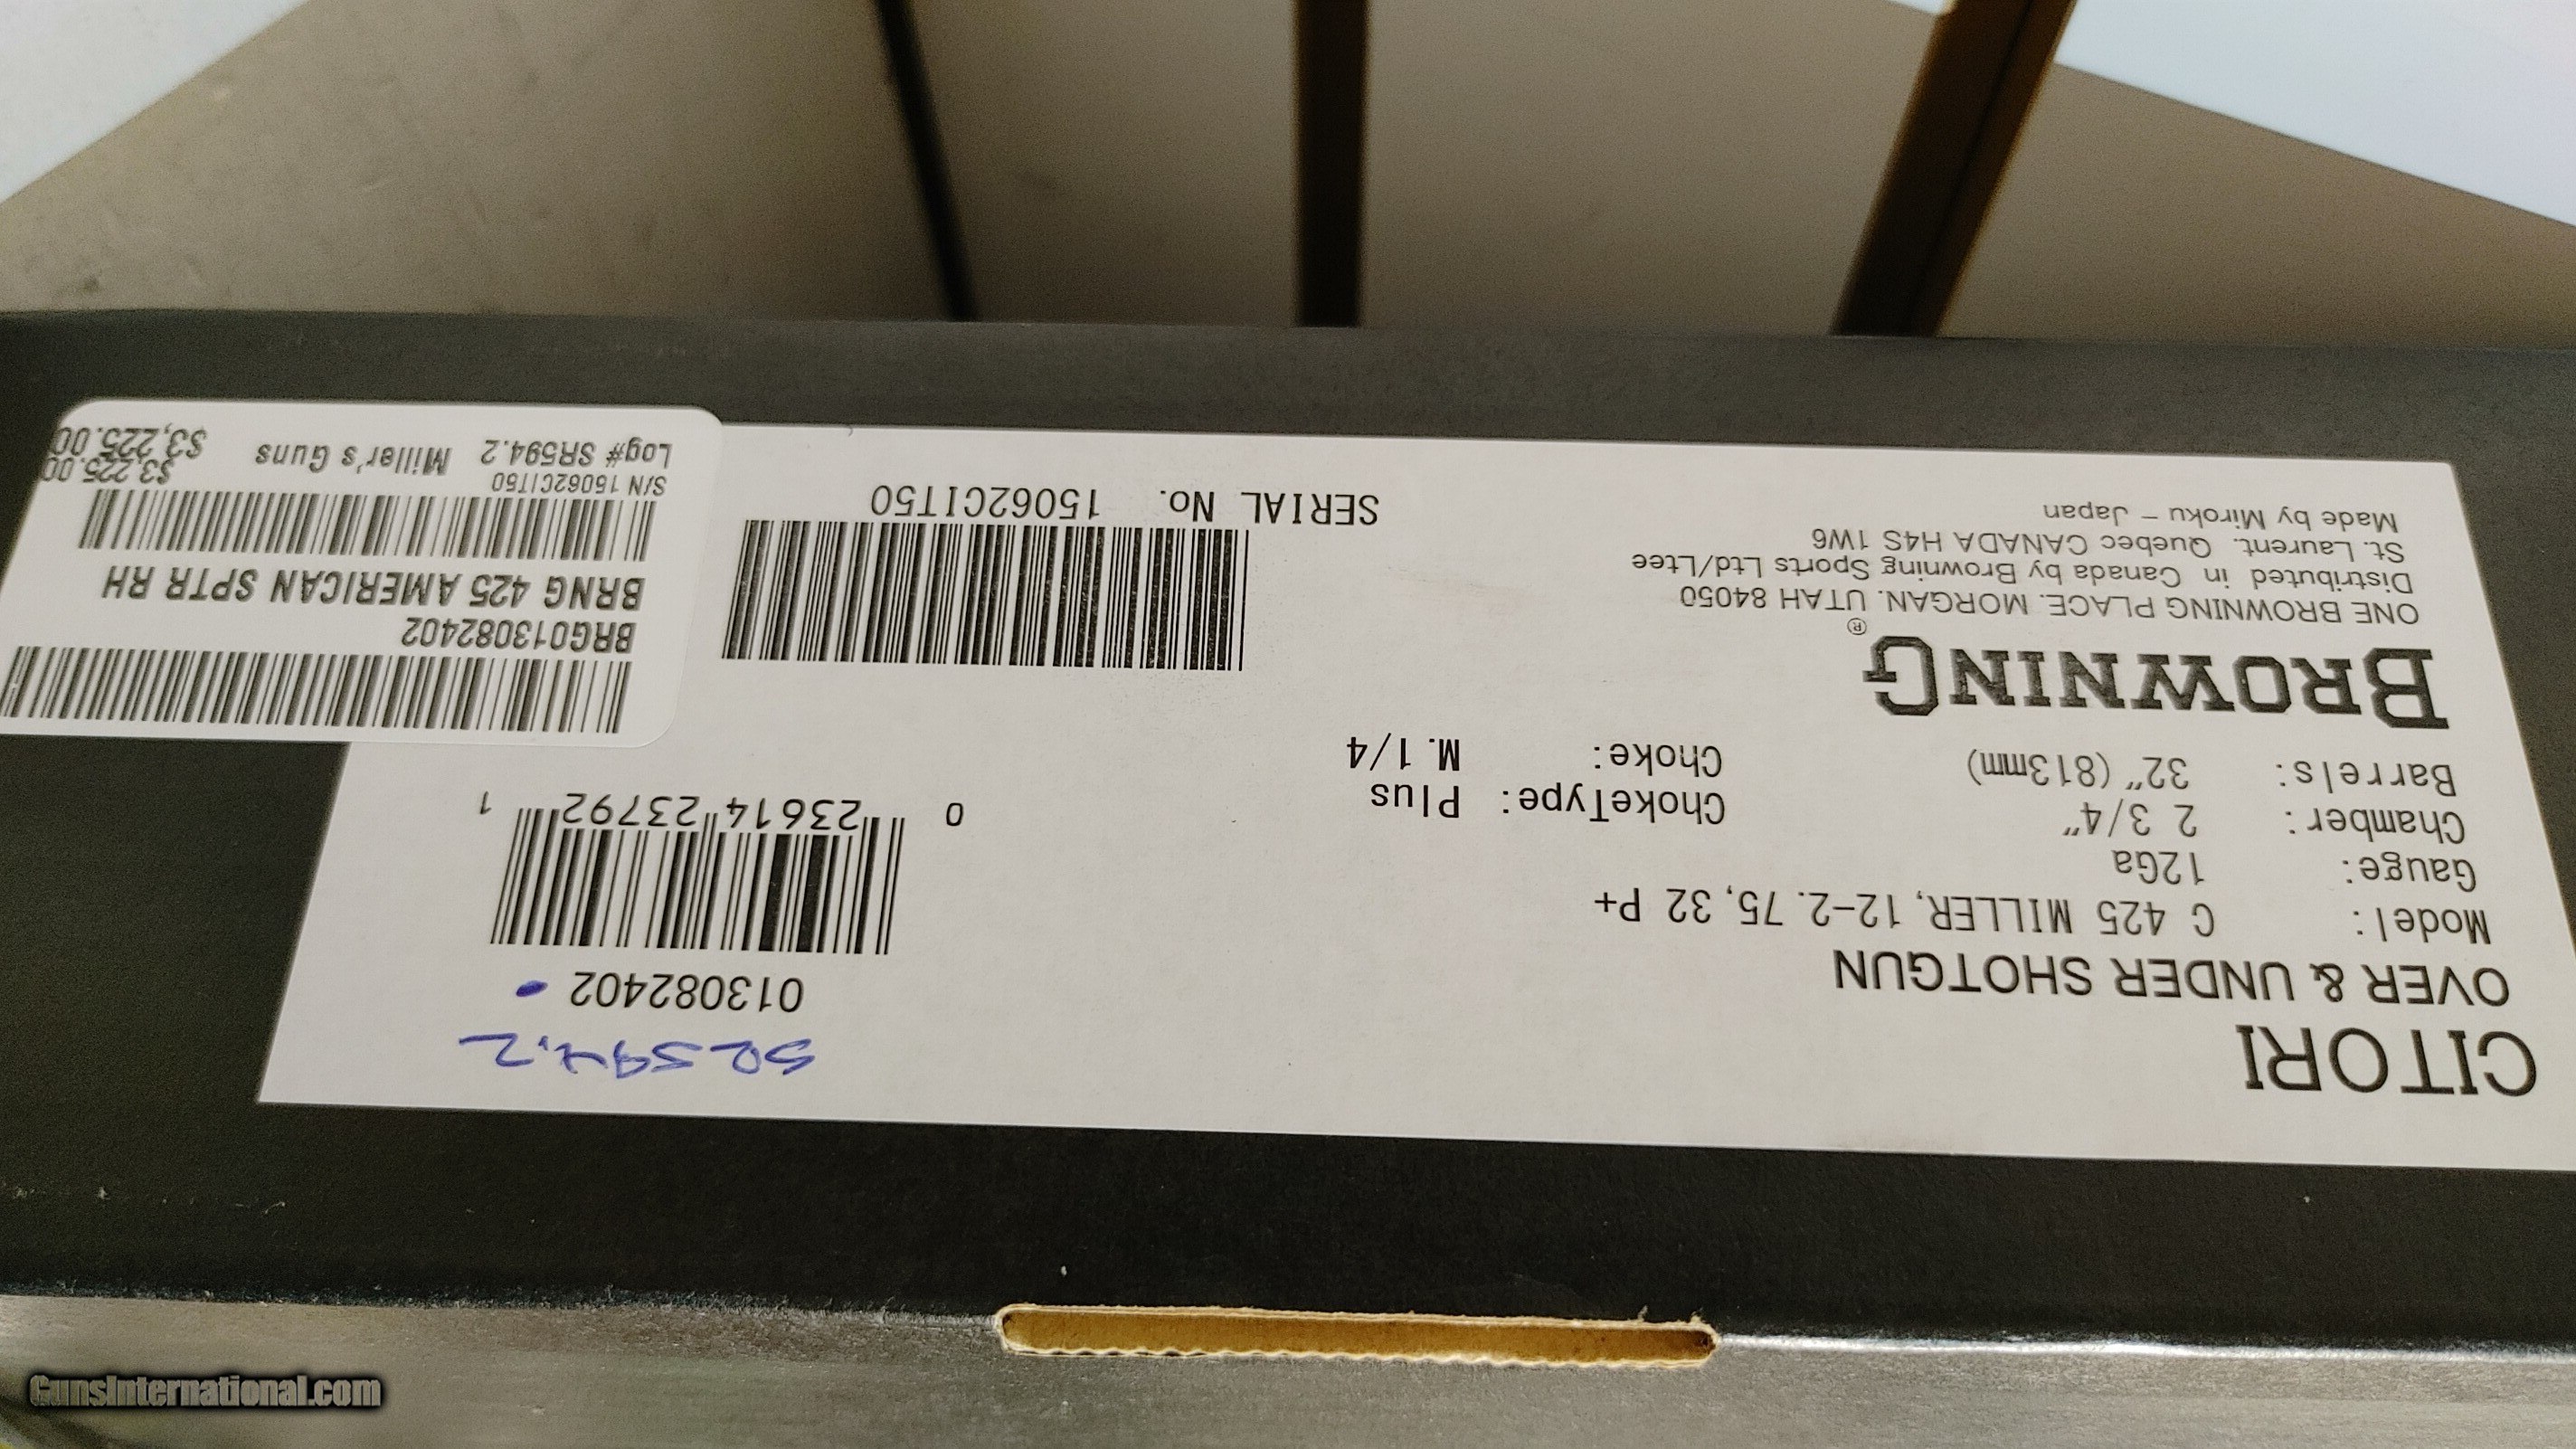 CITORI
OVER & UNDER SHOTGUN
Model: C 425 MILLER, 12-2.75, 32 P+
Gauge: 12Ga
Chamber: 2 3/4"
Barrels: 32" (813mm)
ChokeType: Plus
Choke: M.1/4
BROWNING®
ONE BROWNING PLACE. MORGAN. UTAH 84050
Distributed in Canada by Browning Sports Ltd/Ltee
St. Laurent. Quebec CANADA H4S 1W6
Made by Miroku - Japan
SR594.2
013082402
0 23614 23792 1
SERIAL No. 15062CIT50
BRG013082402
BRNG 425 AMERICAN SPTR RH
S/N 15062CIT50 $3,225.00
Log# SR594.2 Miller's Guns $3,225.00
GunsInternational.com